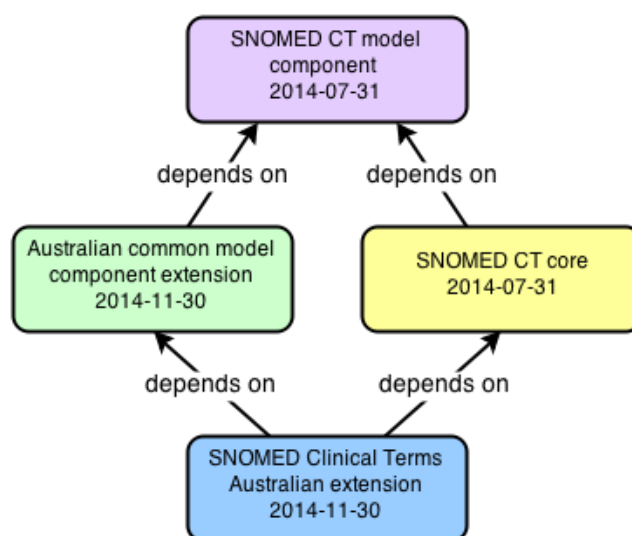 SNOMED CT model
component
2014-07-31
depends on
depends on
Australian common model
component extension
2014-11-30
SNOMED CT core
2014-07-31
depends on
depends on
SNOMED Clinical Terms
Australian extension
2014-11-30